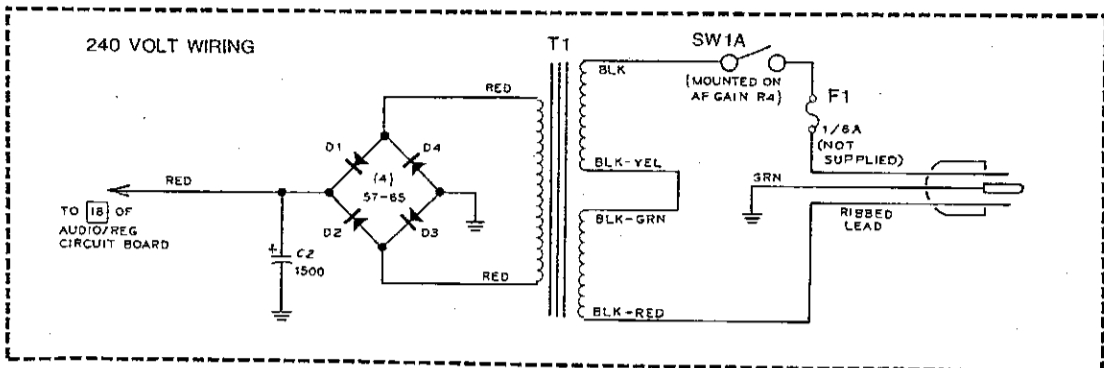 240 VOLT WIRING
T1
SW1A
(MOUNTED ON
AF GAIN R4)
BLK
F1
1/8A
(NOT
SUPPLIED)
RED
D1
D4
(4)
57-65
D2
D3
RED
TO 18 OF
AUDIO/REG
CIRCUIT BOARD
+
C2
1500
RED
BLK-YEL
BLK-GRN
BLK-RED
GRN
RIBBED
LEAD